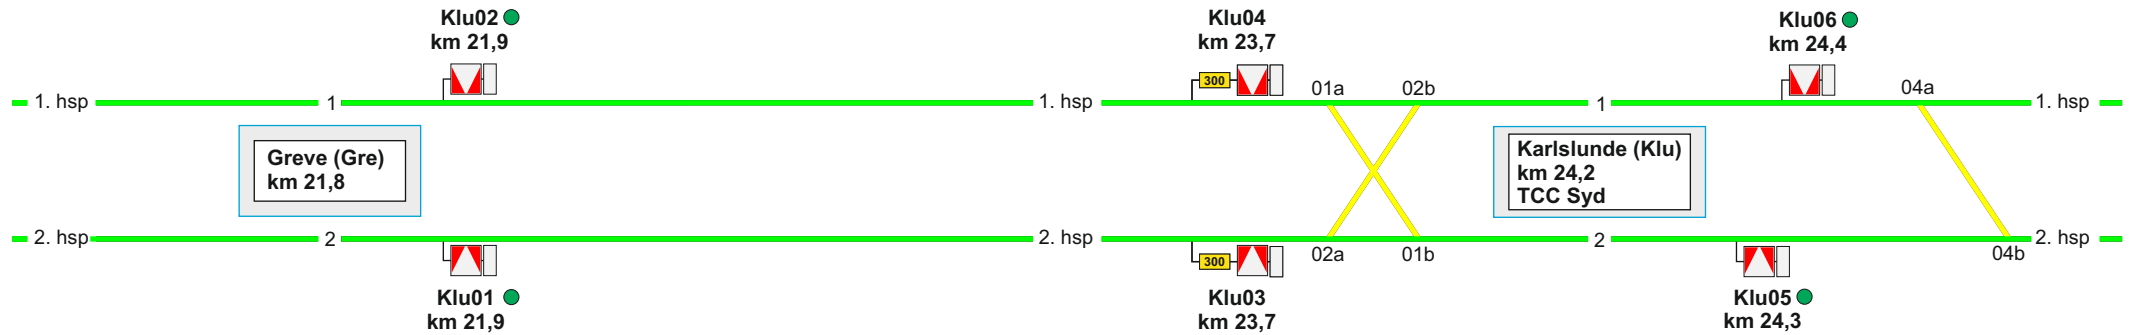 Klu02
km 21,9
Klu04
km 23,7
Klu06
km 24,4
300
01a
02b
04a
1. hsp
1
1. hsp
1
1. hsp
Greve (Gre)
km 21,8
Karlslunde (Klu)
km 24,2
TCC Syd
2. hsp
2
2. hsp
2
2. hsp
02a
01b
04b
300
Klu01
km 21,9
Klu03
km 23,7
Klu05
km 24,3